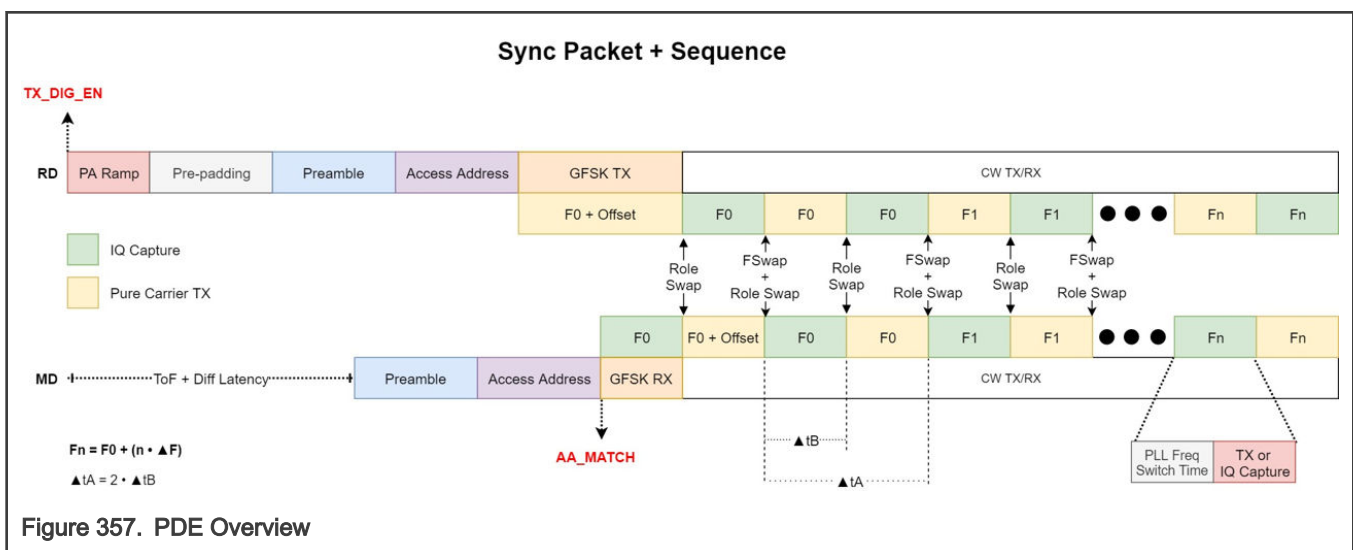 Sync Packet + Sequence
TX_DIG_EN
RD
PA Ramp
Pre-padding
Preamble
Access Address
GFSK TX
CW TX/RX
F0 + Offset
F0
F0
F0
F1
F1
Fn
Fn
IQ Capture
Pure Carrier TX
Role
Swap
FSwap
+
Role Swap
Role
Swap
FSwap
+
Role Swap
Role
Swap
FSwap
+
Role Swap
F0
F0 + Offset
F0
F0
F1
F1
Fn
Fn
MD
ToF + Diff Latency
Preamble
Access Address
GFSK RX
CW TX/RX
AA_MATCH
▲tB
▲tA
Fn = F0 + (n • ▲F)
▲tA = 2 • ▲tB
PLL Freq
Switch Time
TX or
IQ Capture
Figure 357. PDE Overview